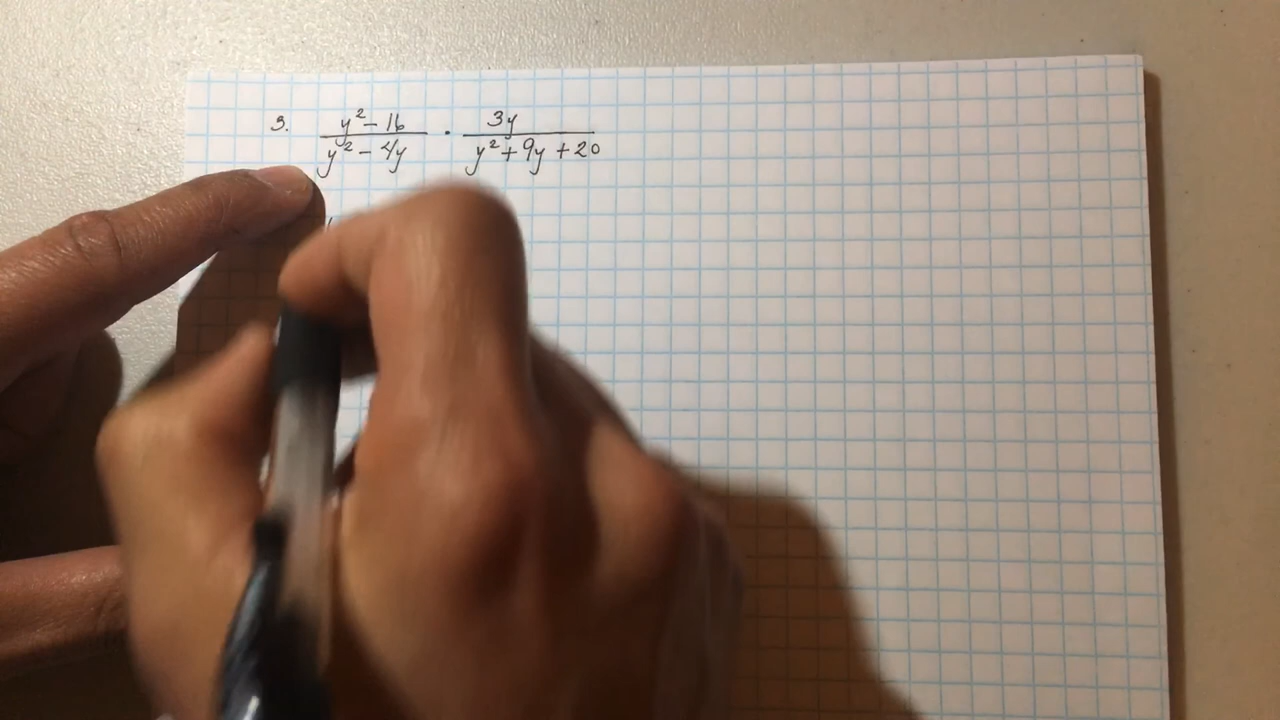 3. y² - 16 / y² - 4y · 3y / y² + 9y + 20